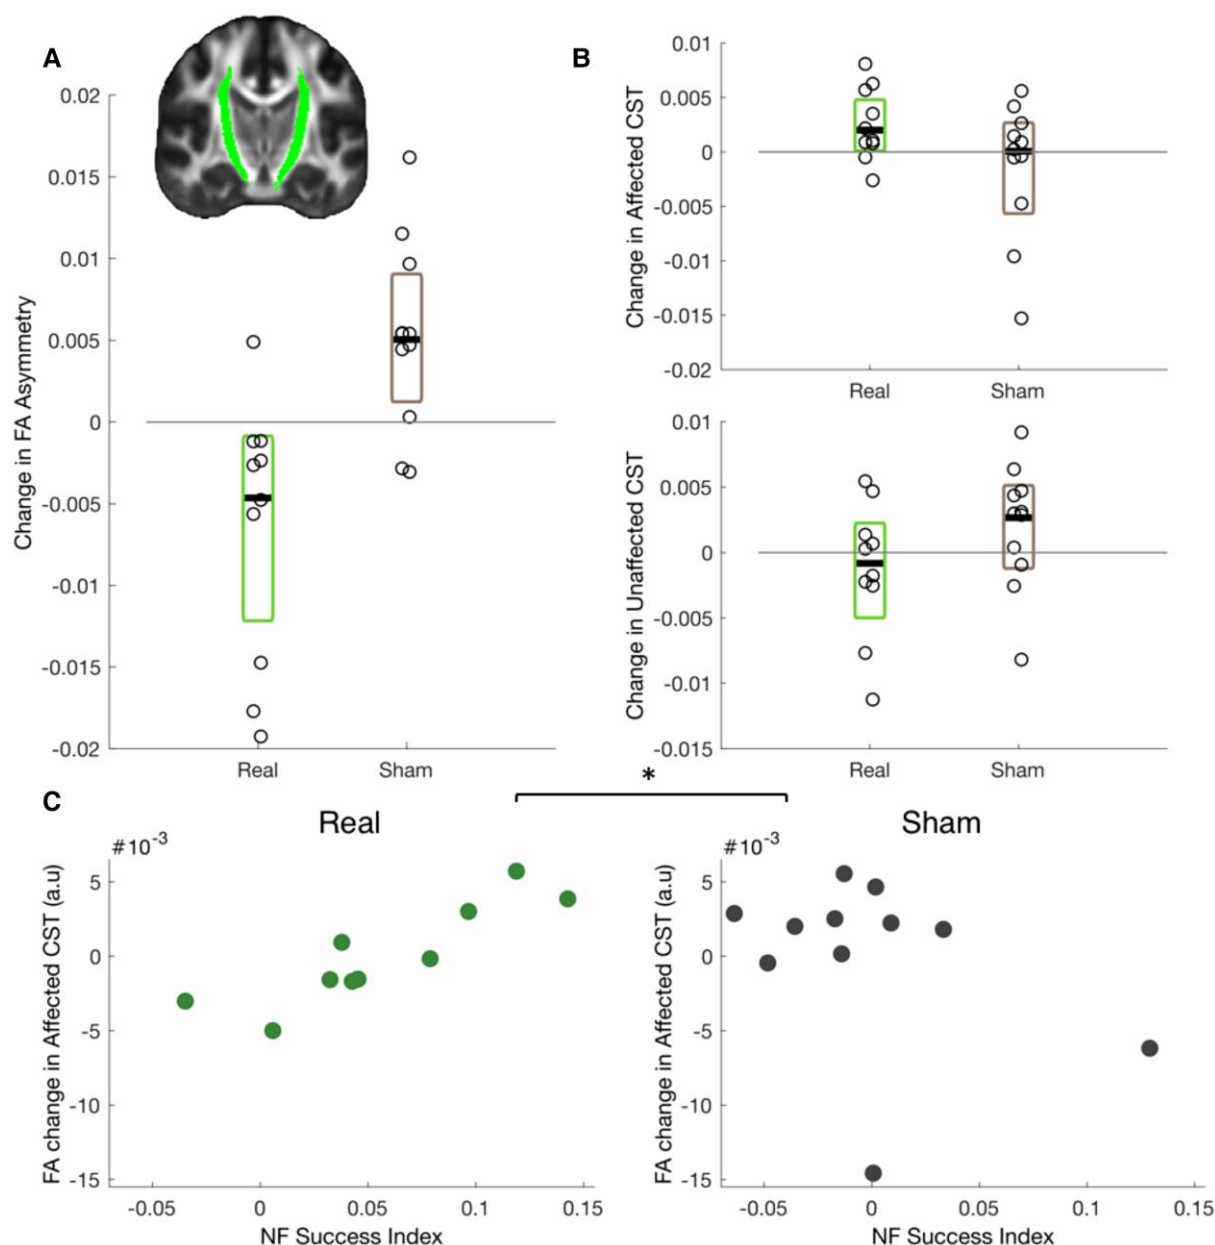 A
Change in FA Asymmetry
0.02
0.015
0.01
0.005
0
-0.005
-0.01
-0.015
-0.02
Real Sham
B
Change in Affected CST
0.01
0.005
0
-0.005
-0.01
-0.015
-0.02
Real Sham
Change in Unaffected CST
0.01
0.005
0
-0.005
-0.01
-0.015
Real Sham
*
C
Real
#10-3
FA change in Affected CST (a.u)
5
0
-5
-10
-15
-0.05 0 0.05 0.1 0.15
NF Success Index
Sham
#10-3
FA change in Affected CST (a.u)
5
0
-5
-10
-15
-0.05 0 0.05 0.1 0.15
NF Success Index